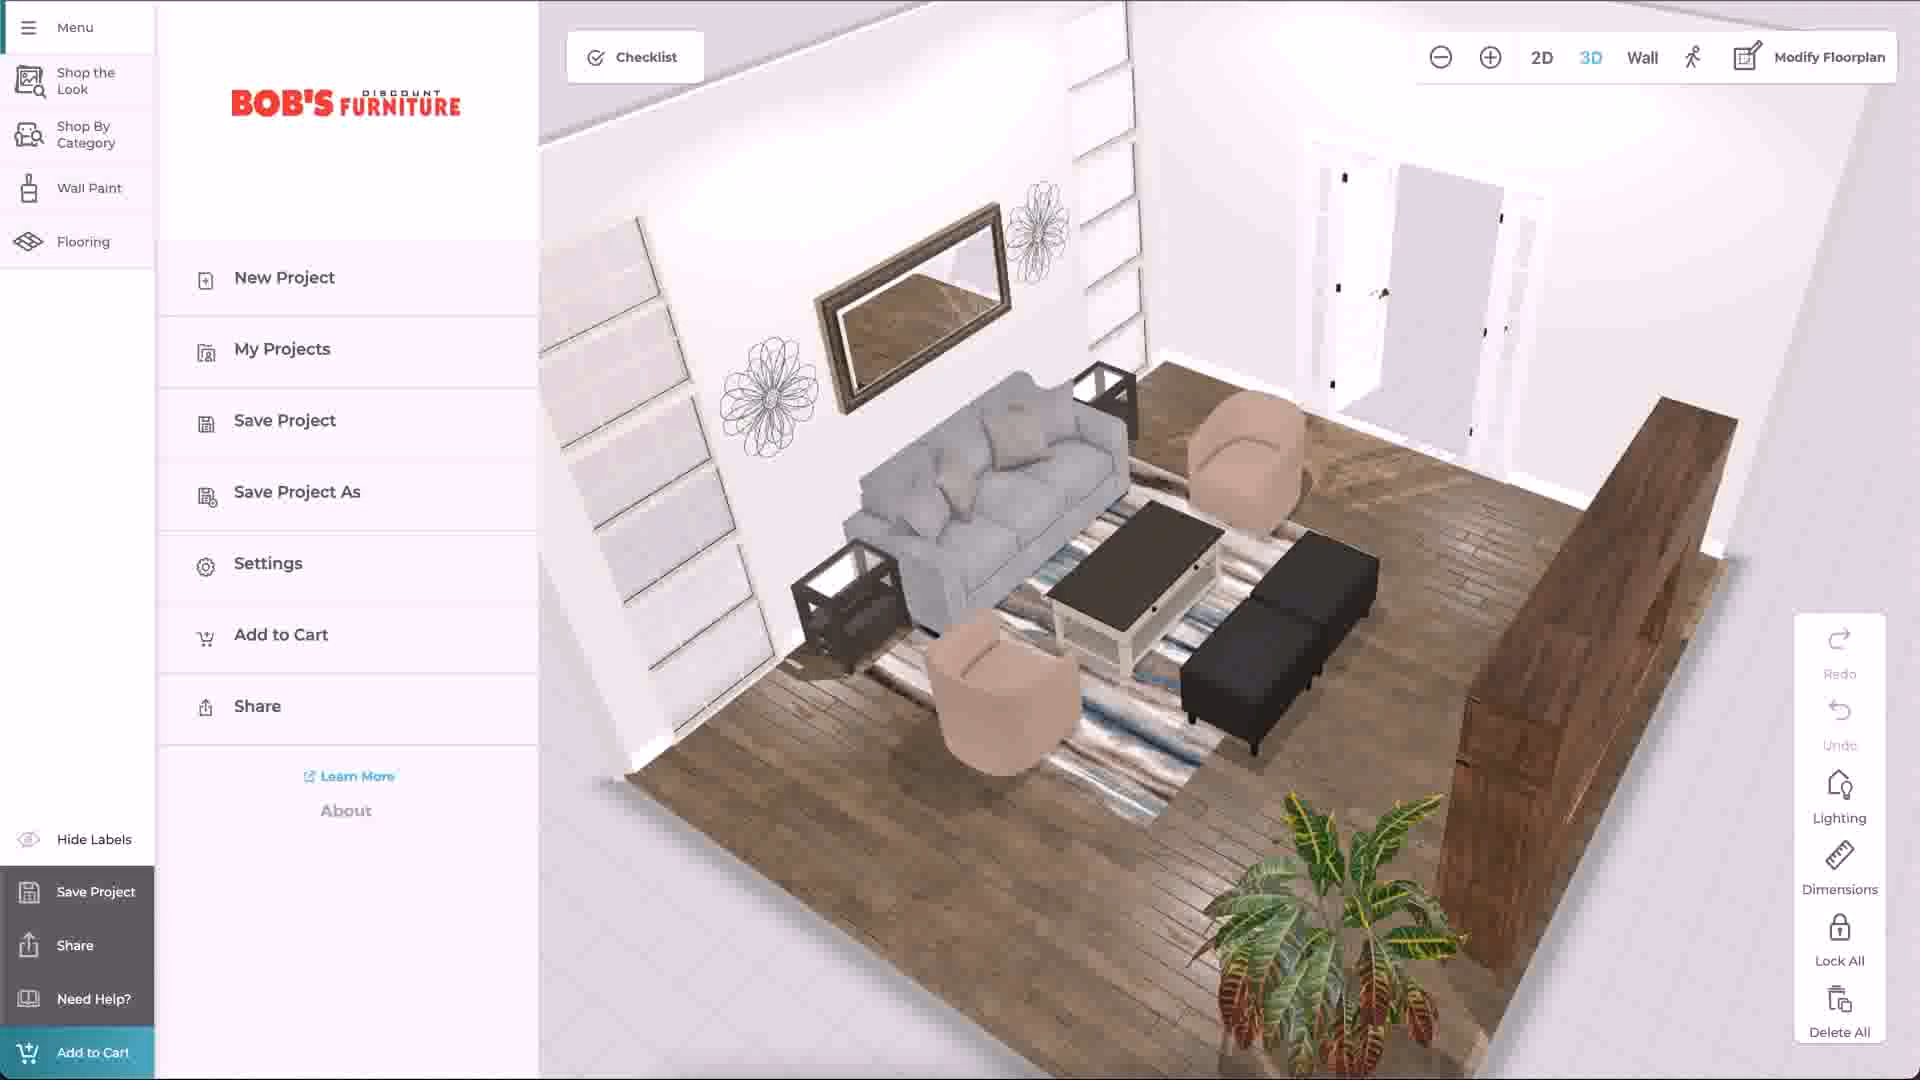 Menu
Shop the
Look
Shop By
Category
Wall Paint
Flooring
Hide Labels
Save Project
Share
Need Help?
Add to Cart
BOB'S DISCOUNT FURNITURE
New Project
My Projects
Save Project
Save Project As
Settings
Add to Cart
Share
Learn More
About
Checklist
2D 3D Wall Modify Floorplan
Redo
Undo
Lighting
Dimensions
Lock All
Delete All